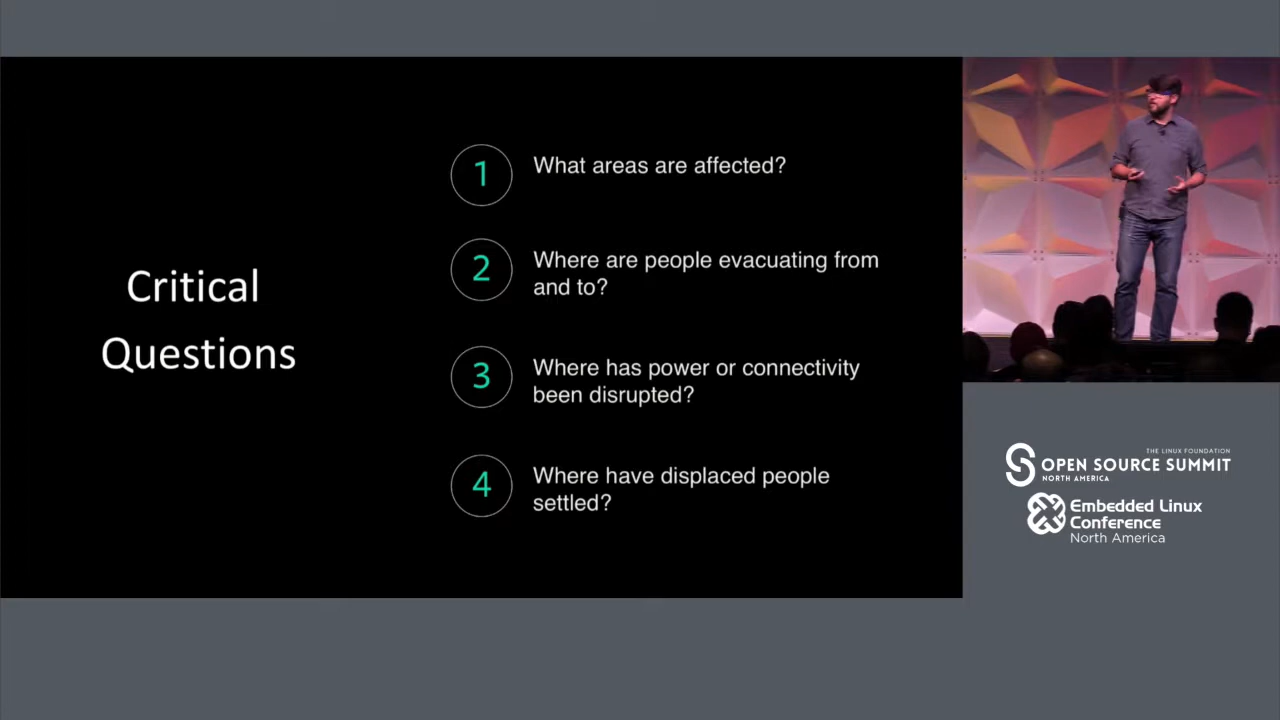 Critical
Questions
1
What areas are affected?
2
Where are people evacuating from
and to?
3
Where has power or connectivity
been disrupted?
4
Where have displaced people
settled?
THE LINUX FOUNDATION
OPEN SOURCE SUMMIT
NORTH AMERICA
Embedded Linux
Conference
North America